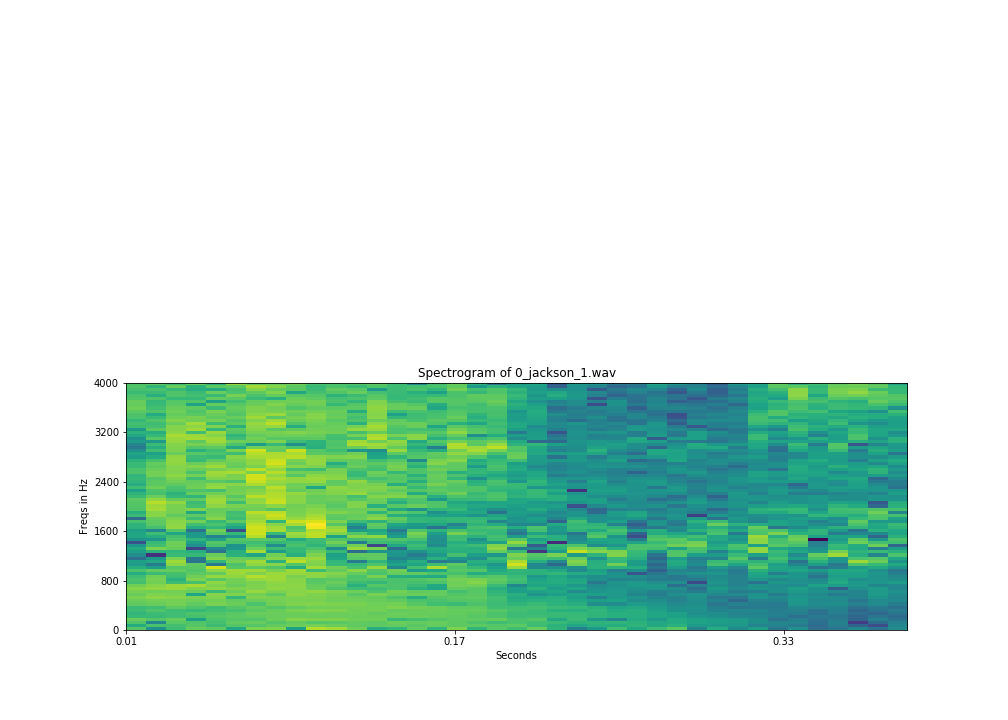 Spectrogram of 0_jackson_1.wav
4000
3200
2400
1600
800
0
Freqs in Hz
0.01 0.17 0.33
Seconds